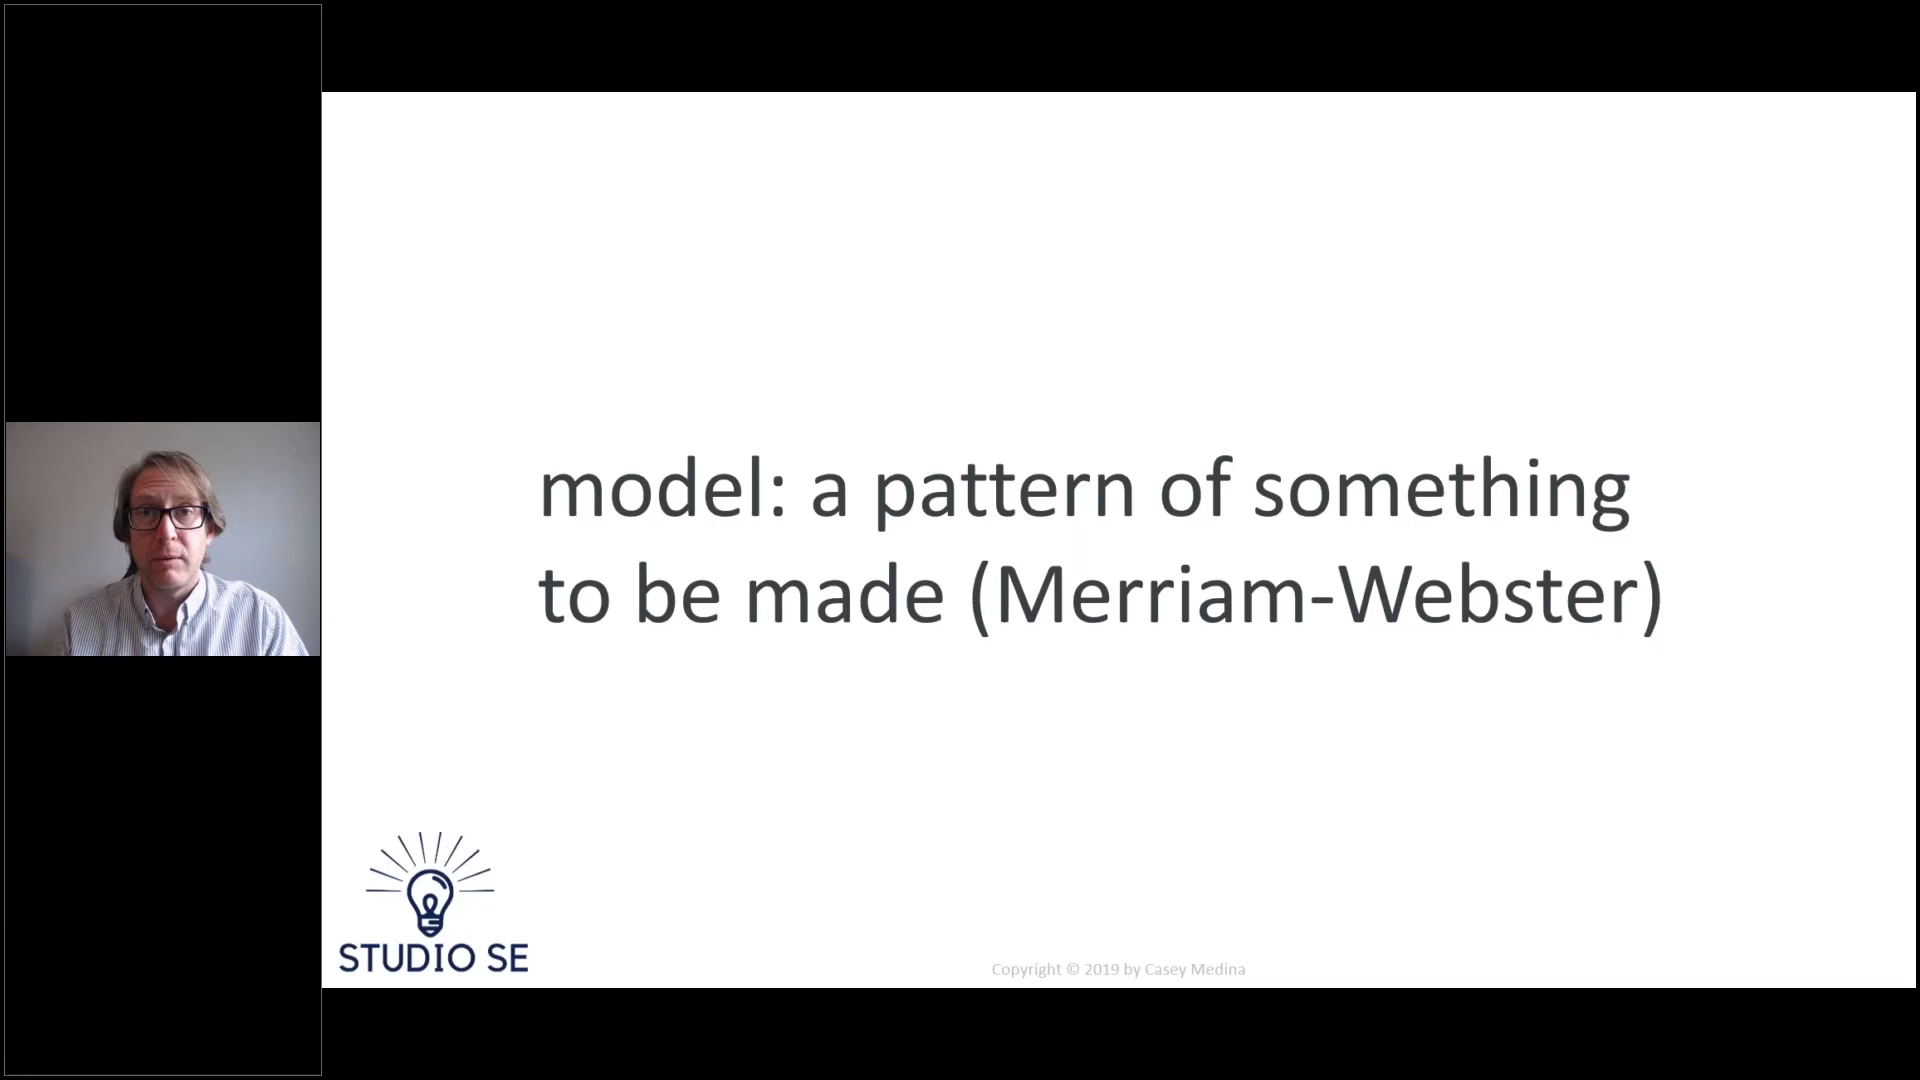 model: a pattern of something
to be made (Merriam-Webster)
STUDIO SE
Copyright © 2019 by Casey Medina